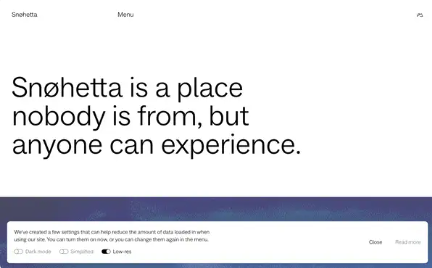 Snøhetta
Menu
Snøhetta is a place
nobody is from, but
anyone can experience.
We've created a few settings that can help reduce the amount of data loaded in when
using our site. You can turn them on now, or you can change them again in the menu.
Dark mode
Greyscale
Low-res
Close
Read now